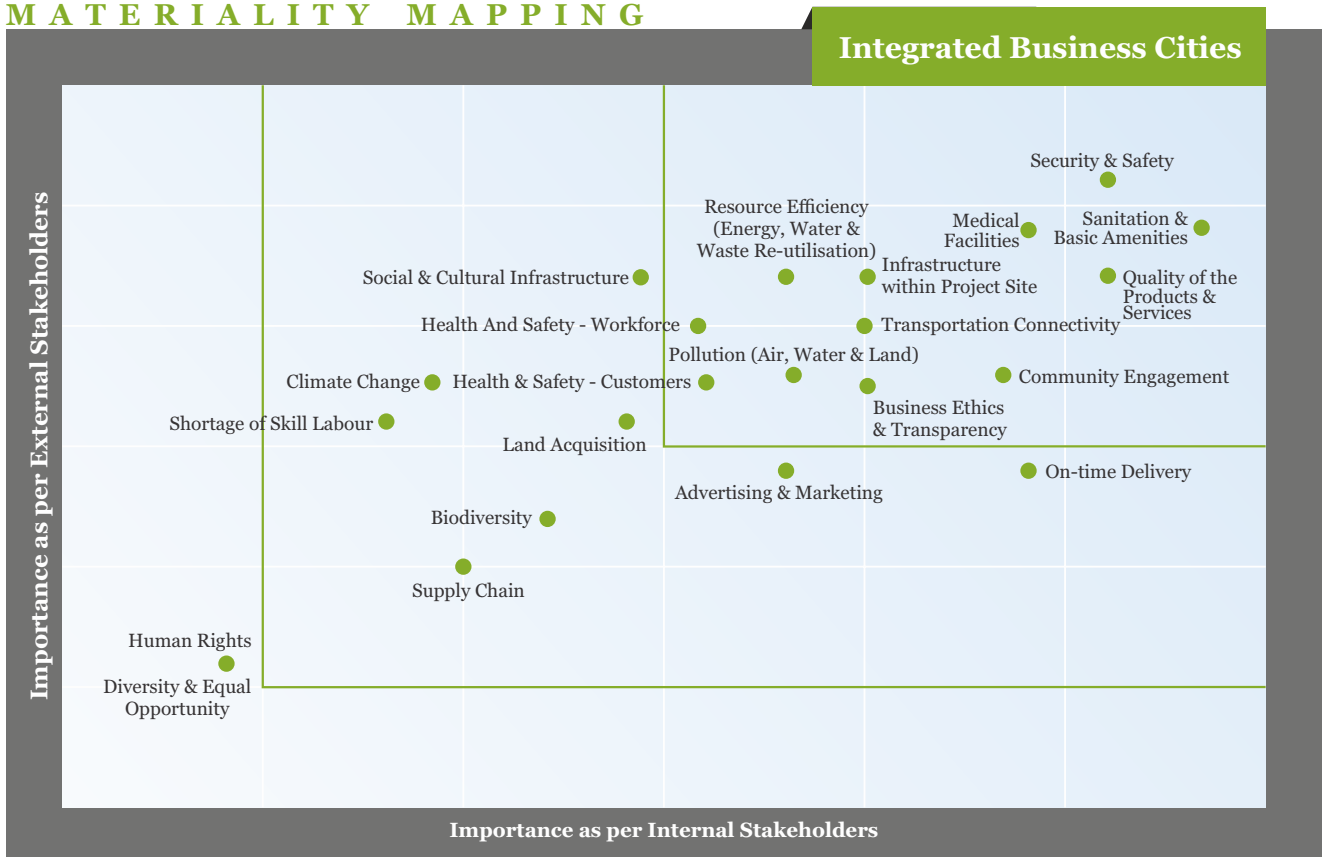 MATERIALITY MAPPING
Integrated Business Cities
Importance as per External Stakeholders
Security & Safety
Resource Efficiency
(Energy, Water &
Waste Re-utilisation)
Medical
Facilities
Sanitation &
Basic Amenities
Social & Cultural Infrastructure
Infrastructure
within Project Site
Quality of the
Products &
Services
Health And Safety - Workforce
Transportation Connectivity
Pollution (Air, Water & Land)
Climate Change
Health & Safety - Customers
Community Engagement
Business Ethics
& Transparency
Shortage of Skill Labour
Land Acquisition
Advertising & Marketing
On-time Delivery
Biodiversity
Supply Chain
Human Rights
Diversity & Equal
Opportunity
Importance as per Internal Stakeholders